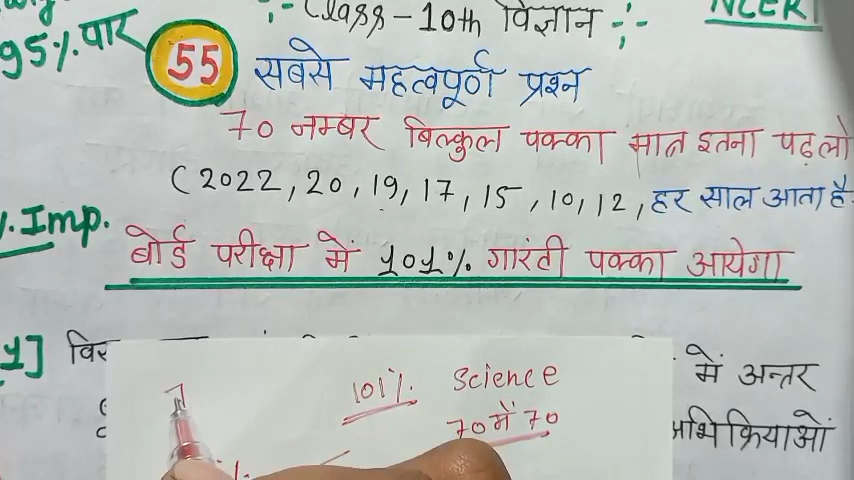 :- Class - 10th विज्ञान -:-
NCERT
95% पार
55 सबसे महत्वपूर्ण प्रश्न
70 नम्बर बिल्कुल पक्का मात्र इतना पढ़ लो
(2022, 20, 19, 17, 15, 10, 12, हर साल आता है
Imp.
बोर्ड परीक्षा में 101% गारंटी पक्का आयेगा
1] में अन्तर
101% Science
अभिक्रियाओं
70 में 70